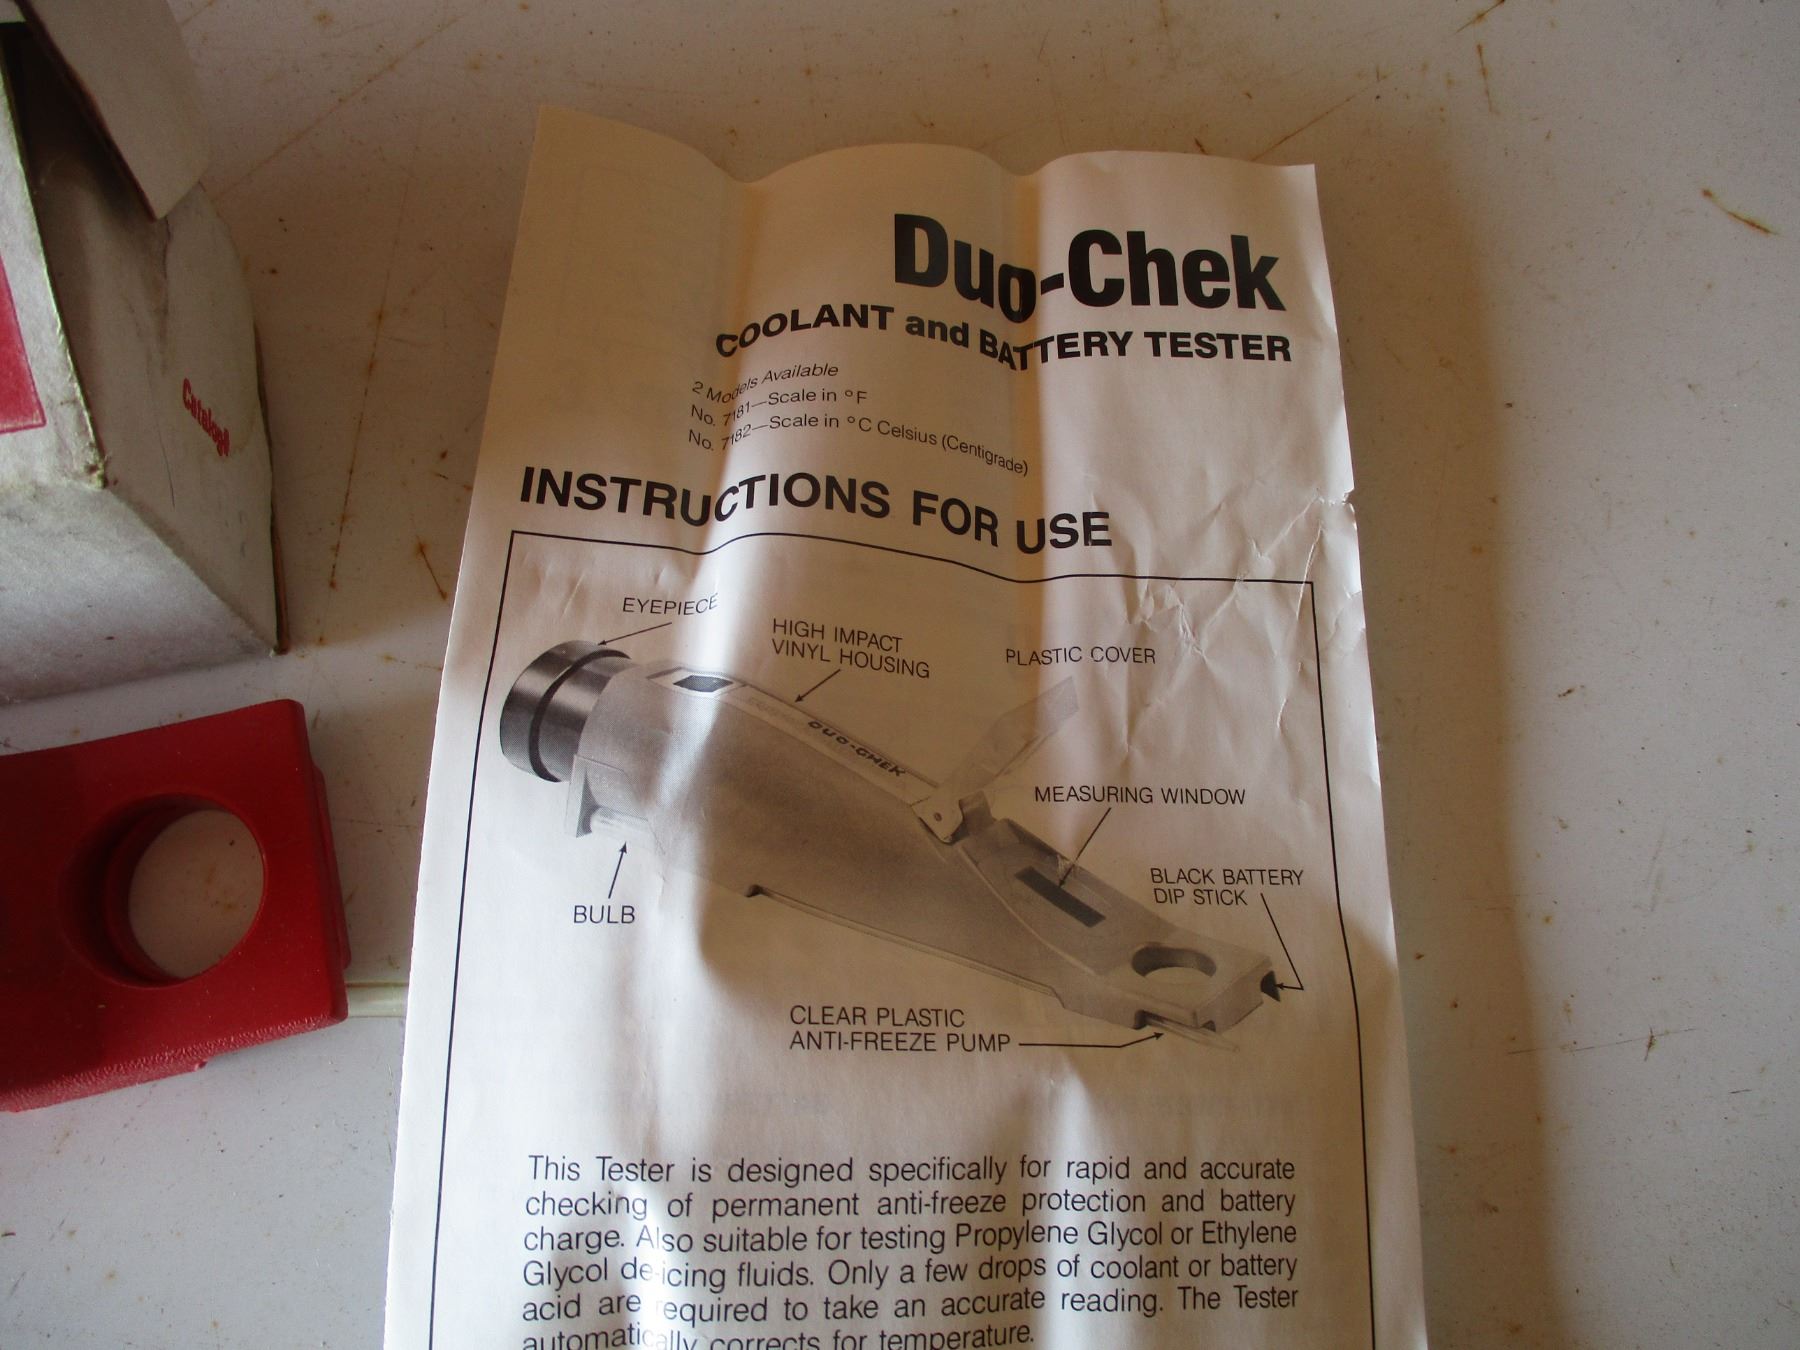 Duo-Chek
COOLANT and BATTERY TESTER
2 Models Available
No. 7181—Scale in °F
No. 7182—Scale in °C Celsius (Centigrade)
INSTRUCTIONS FOR USE
EYEPIECE
HIGH IMPACT
VINYL HOUSING
PLASTIC COVER
DUO-CHEK
MEASURING WINDOW
BLACK BATTERY
DIP STICK
BULB
CLEAR PLASTIC
ANTI-FREEZE PUMP
This Tester is designed specifically for rapid and accurate
checking of permanent anti-freeze protection and battery
charge. Also suitable for testing Propylene Glycol or Ethylene
Glycol de-icing fluids. Only a few drops of coolant or battery
acid are required to take an accurate reading. The Tester
automatically corrects for temperature.
Catalog#